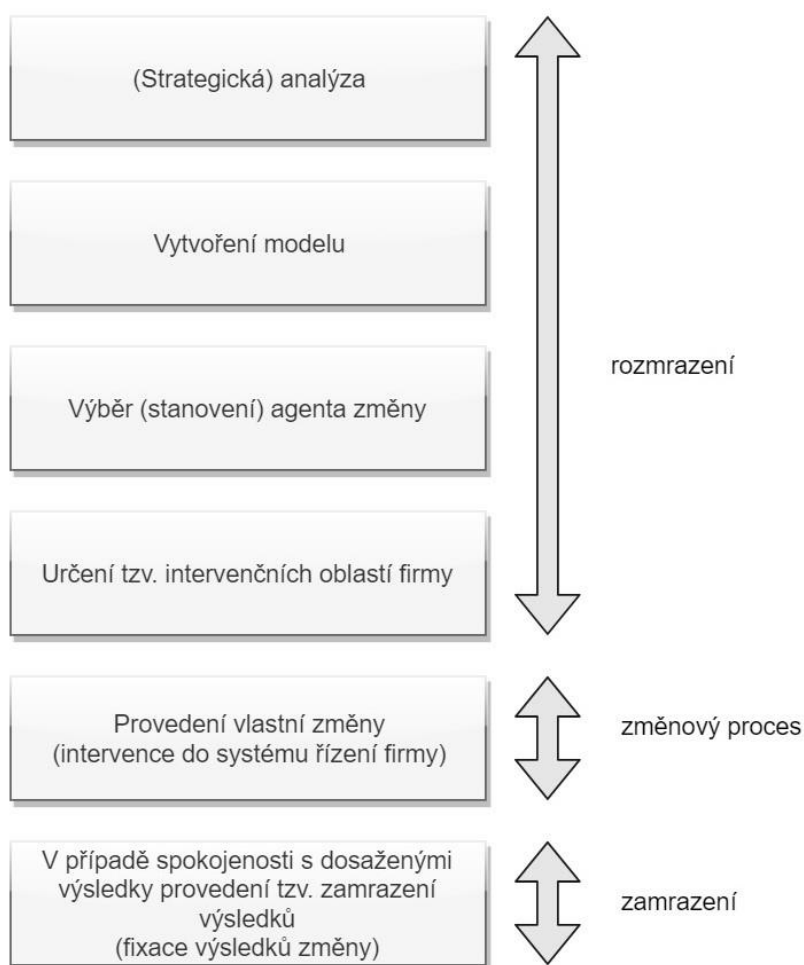 (Strategická) analýza
Vytvoření modelu
rozmrazení
Výběr (stanovení) agenta změny
Určení tzv. intervenčních oblastí firmy
Provedení vlastní změny
(intervence do systému řízení firmy)
změnový proces
V případě spokojenosti s dosaženými
výsledky provedení tzv. zamrazení
výsledků
(fixace výsledků změny)
zamrazení